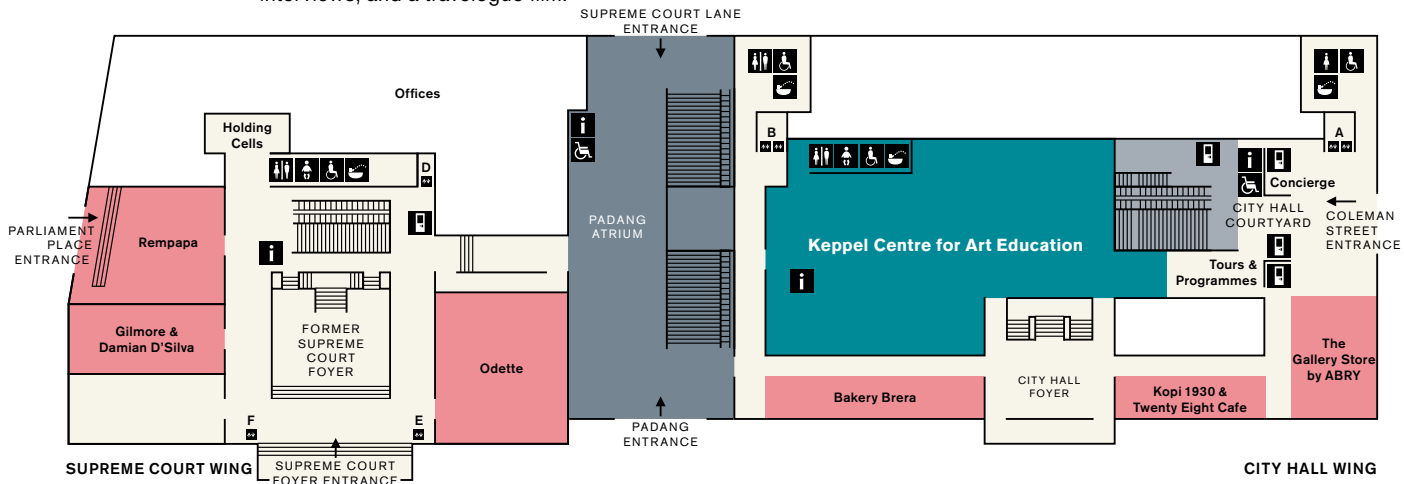 SUPREME COURT LANE
ENTRANCE
Offices
Holding
Cells
D
B
A
i
i
Concierge
PARLIAMENT
PLACE
ENTRANCE
Rempapa
i
PADANG
ATRIUM
Keppel Centre for Art Education
i
CITY HALL
COURTYARD
COLEMAN
STREET
ENTRANCE
Tours &
Programmes
Gilmore &
Damian D'Silva
FORMER
SUPREME
COURT
FOYER
Odette
Bakery Brera
CITY HALL
FOYER
Kopi 1930 &
Twenty Eight Cafe
The
Gallery Store
by ABRY
F
E
PADANG
ENTRANCE
SUPREME COURT WING
SUPREME COURT
FOYER ENTRANCE
CITY HALL WING